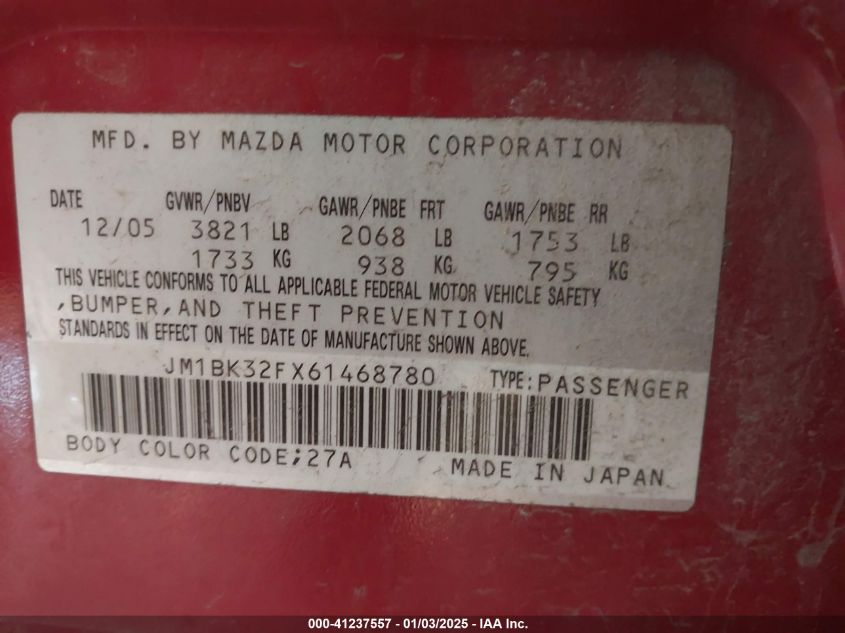 MFD. BY MAZDA MOTOR CORPORATION
DATE GVWR/PNBV GAWR/PNBE FRT GAWR/PNBE RR
12/05 3821 LB 2068 LB 1753 LB
1733 KG 938 KG 795 KG
THIS VEHICLE CONFORMS TO ALL APPLICABLE FEDERAL MOTOR VEHICLE SAFETY
,BUMPER,AND THEFT PREVENTION
STANDARDS IN EFFECT ON THE DATE OF MANUFACTURE SHOWN ABOVE.
JM1BK32FX61468780 TYPE:PASSENGER
BODY COLOR CODE;27A MADE IN JAPAN
000-41237557 - 01/03/2025 - IAA Inc.